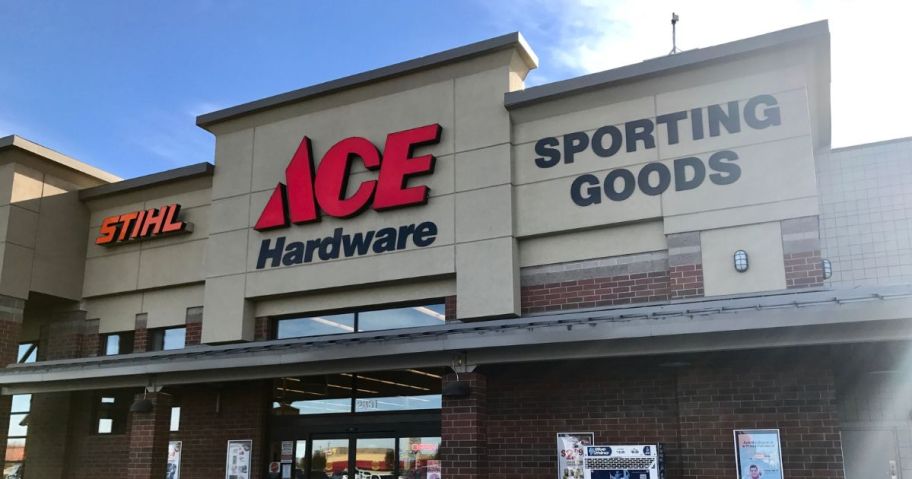 STIHL
ACE
Hardware
SPORTING
GOODS